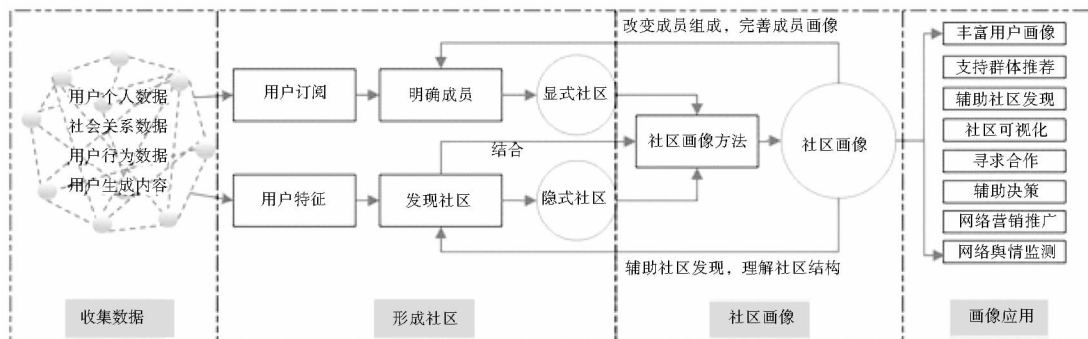 改变成员组成，完善成员画像
用户个人数据
社会关系数据
用户行为数据
用户生成内容
用户订阅
明确成员
显式社区
结合
用户特征
发现社区
隐式社区
社区画像方法
社区画像
辅助社区发现，理解社区结构
丰富用户画像
支持群体推荐
辅助社区发现
社区可视化
寻求合作
辅助决策
网络营销推广
网络舆情监测
收集数据
形成社区
社区画像
画像应用